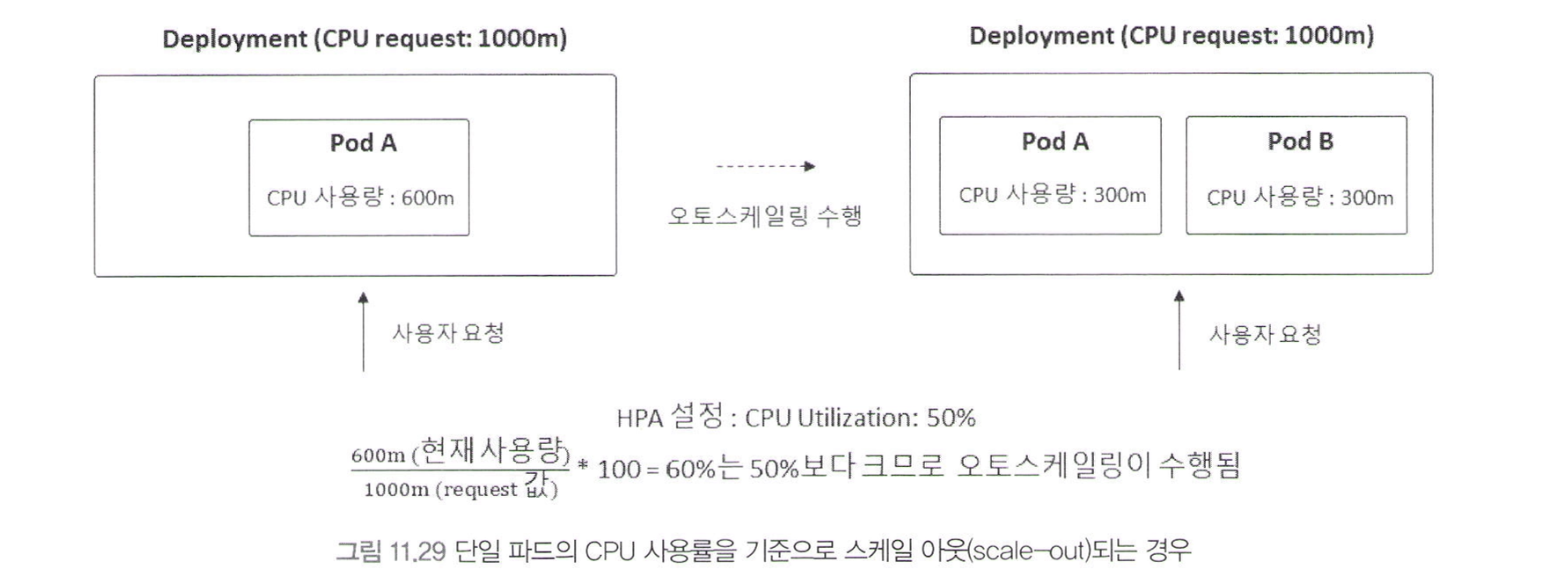 Deployment (CPU request: 1000m)
Deployment (CPU request: 1000m)
Pod A
CPU 사용량 : 600m
오토스케일링 수행
Pod A
CPU 사용량 : 300m
Pod B
CPU 사용량 : 300m
사용자 요청
사용자 요청
HPA 설정 : CPU Utilization: 50%
600m (현재 사용량)
1000m (request 값)
* 100 = 60%는 50%보다 크므로 오토스케일링이 수행됨
그림 11.29 단일 파드의 CPU 사용률을 기준으로 스케일 아웃(scale-out)되는 경우